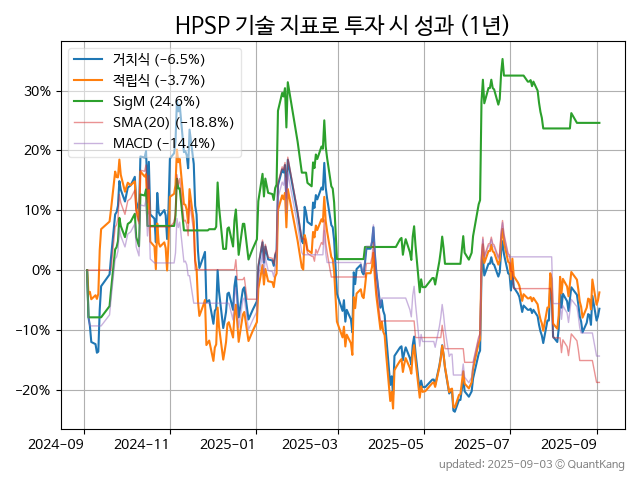 HPSP 기술 지표로 투자 시 성과 (1년)
거치식 (−6.5%)
적립식 (−3.7%)
SigM (24.6%)
SMA(20) (−18.8%)
MACD (−14.4%)
30%
20%
10%
0%
−10%
−20%
2024−09 2024−11 2025−01 2025−03 2025−05 2025−07 2025−09
updated: 2025−09−03 ⓒ QuantKang